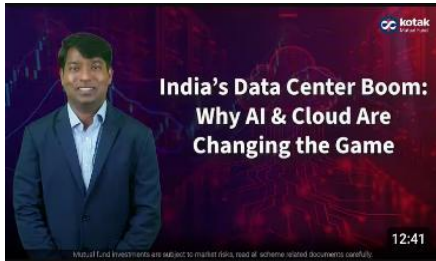 kotak
Mutual Fund
India's Data Center Boom:
Why AI & Cloud Are
Changing the Game
12:41
Mutual fund investments are subject to market risks, read all scheme related documents carefully.